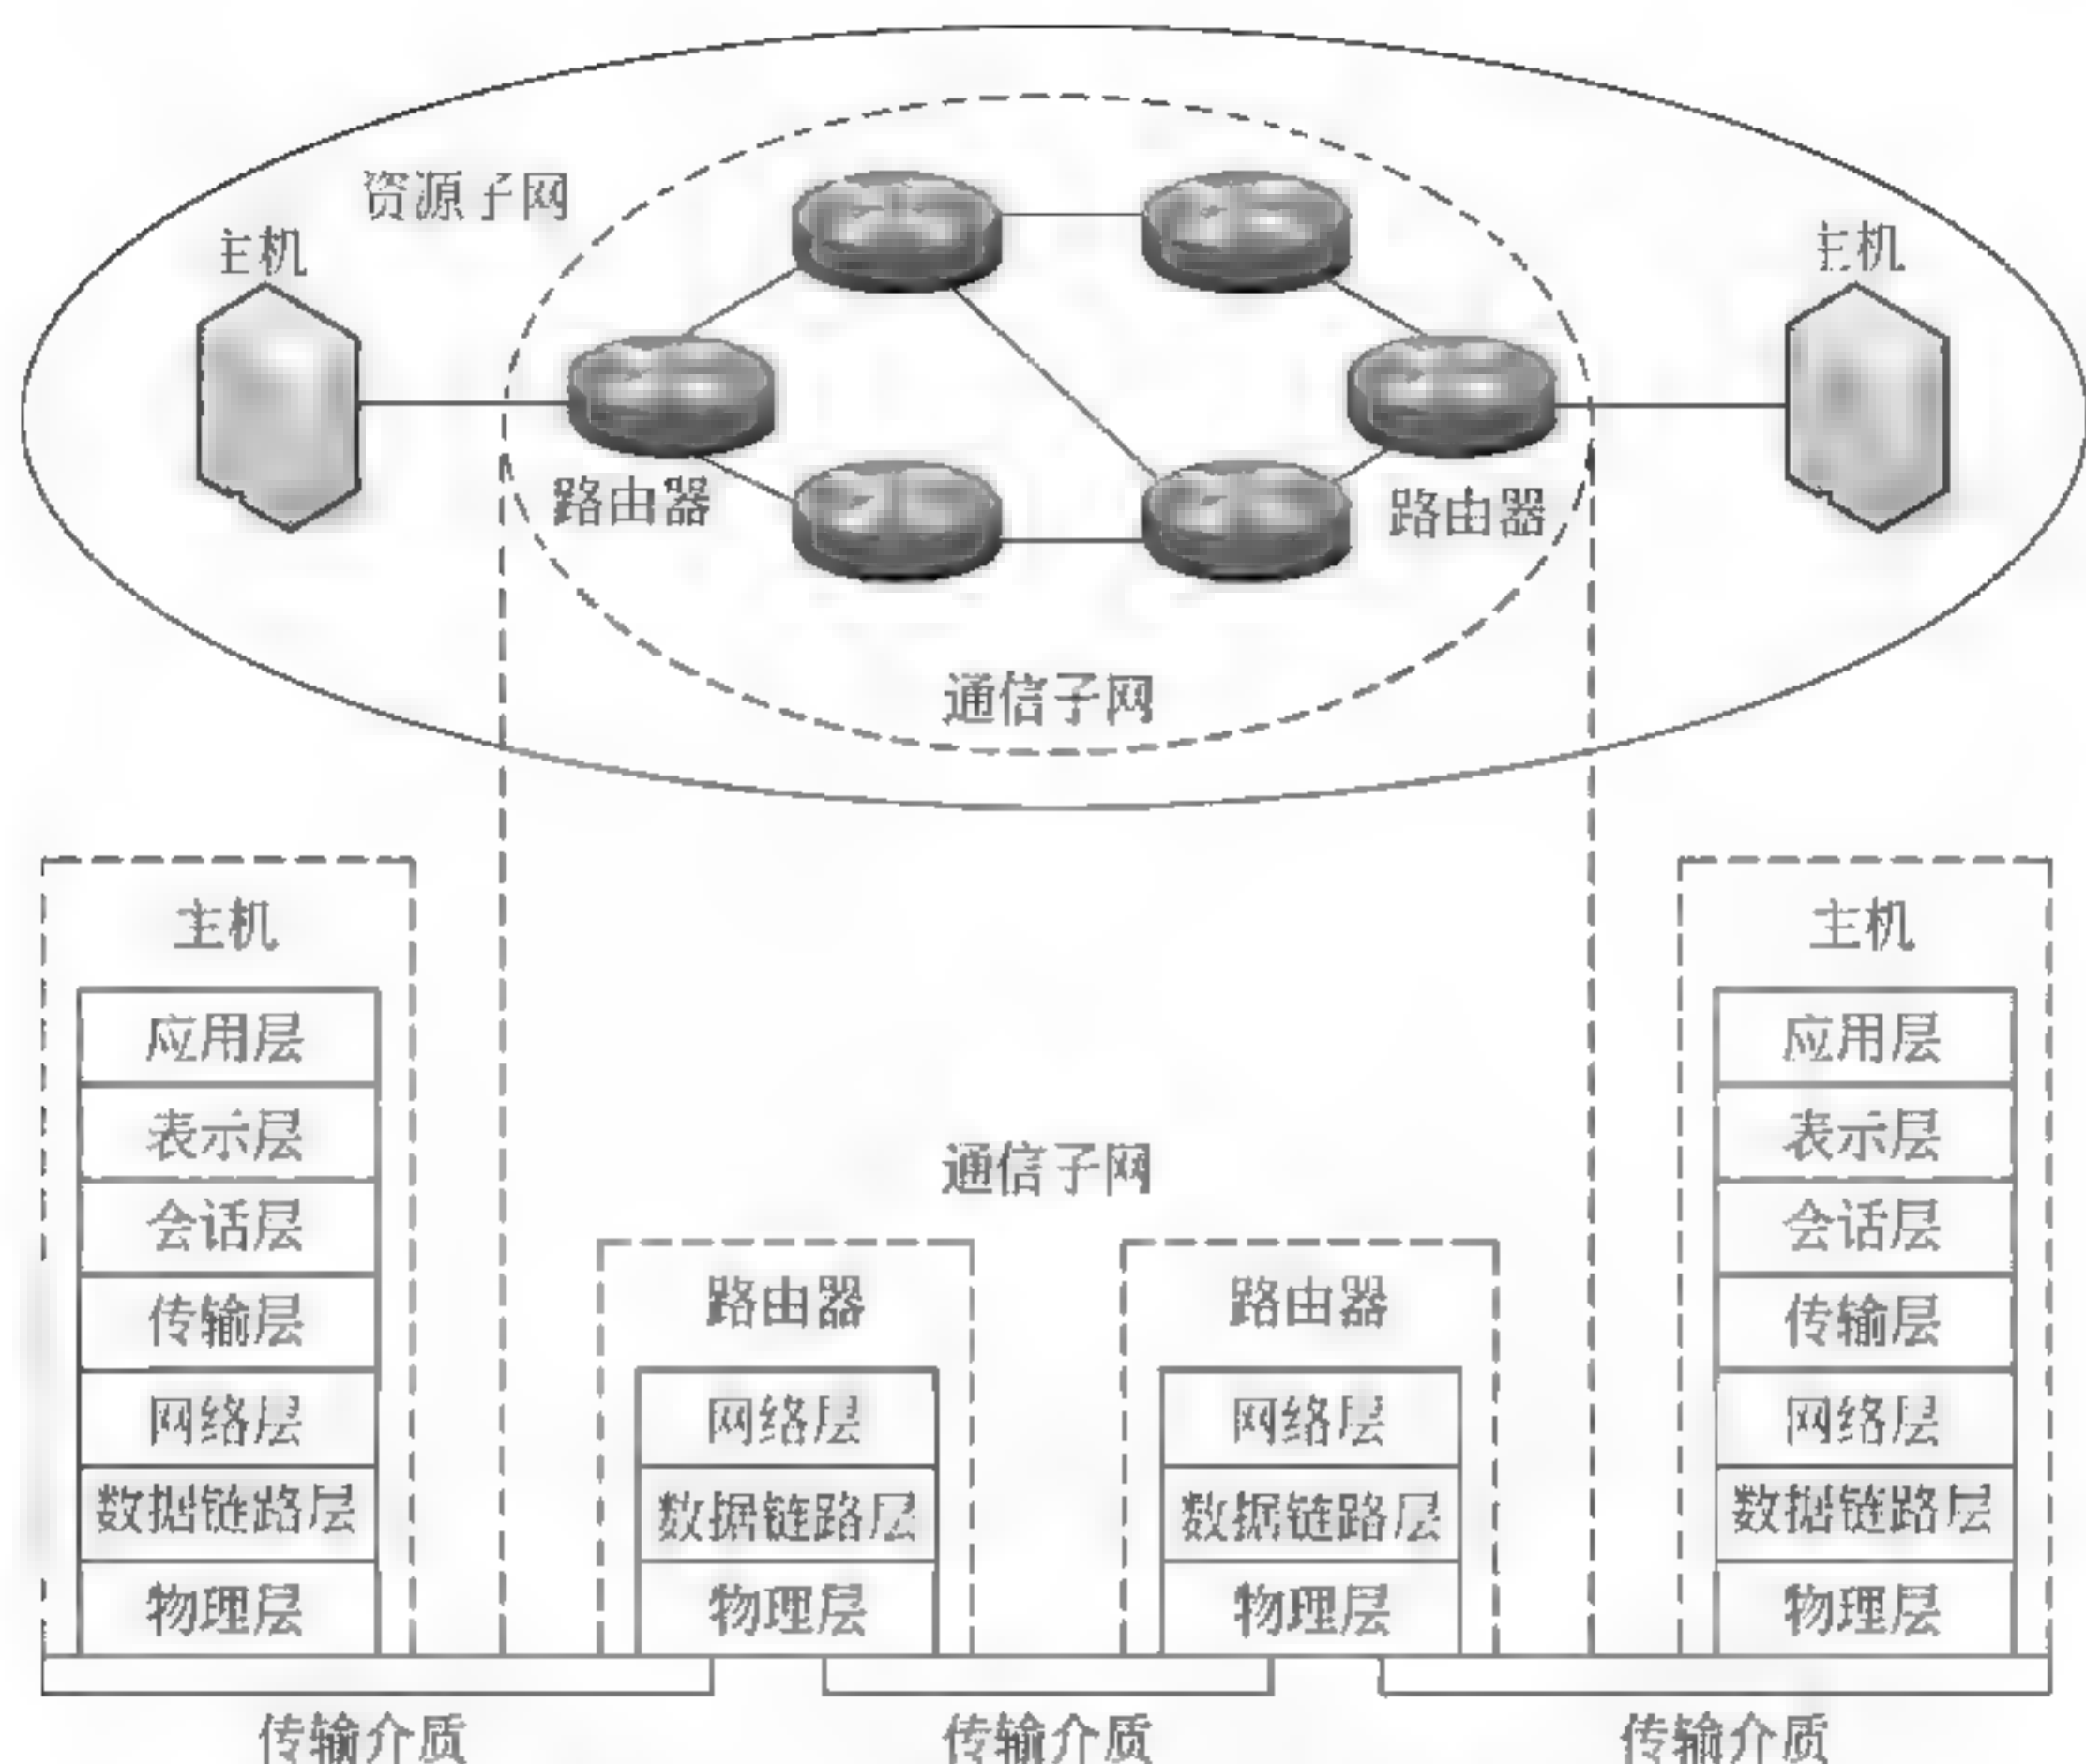 资源子网
主机
主机
路由器
路由器
通信子网
主机
主机
应用层
应用层
表示层
表示层
通信子网
会话层
会话层
路由器
路由器
传输层
传输层
网络层
网络层
网络层
网络层
数据链路层
数据链路层
数据链路层
数据链路层
物理层
物理层
物理层
物理层
传输介质
传输介质
传输介质